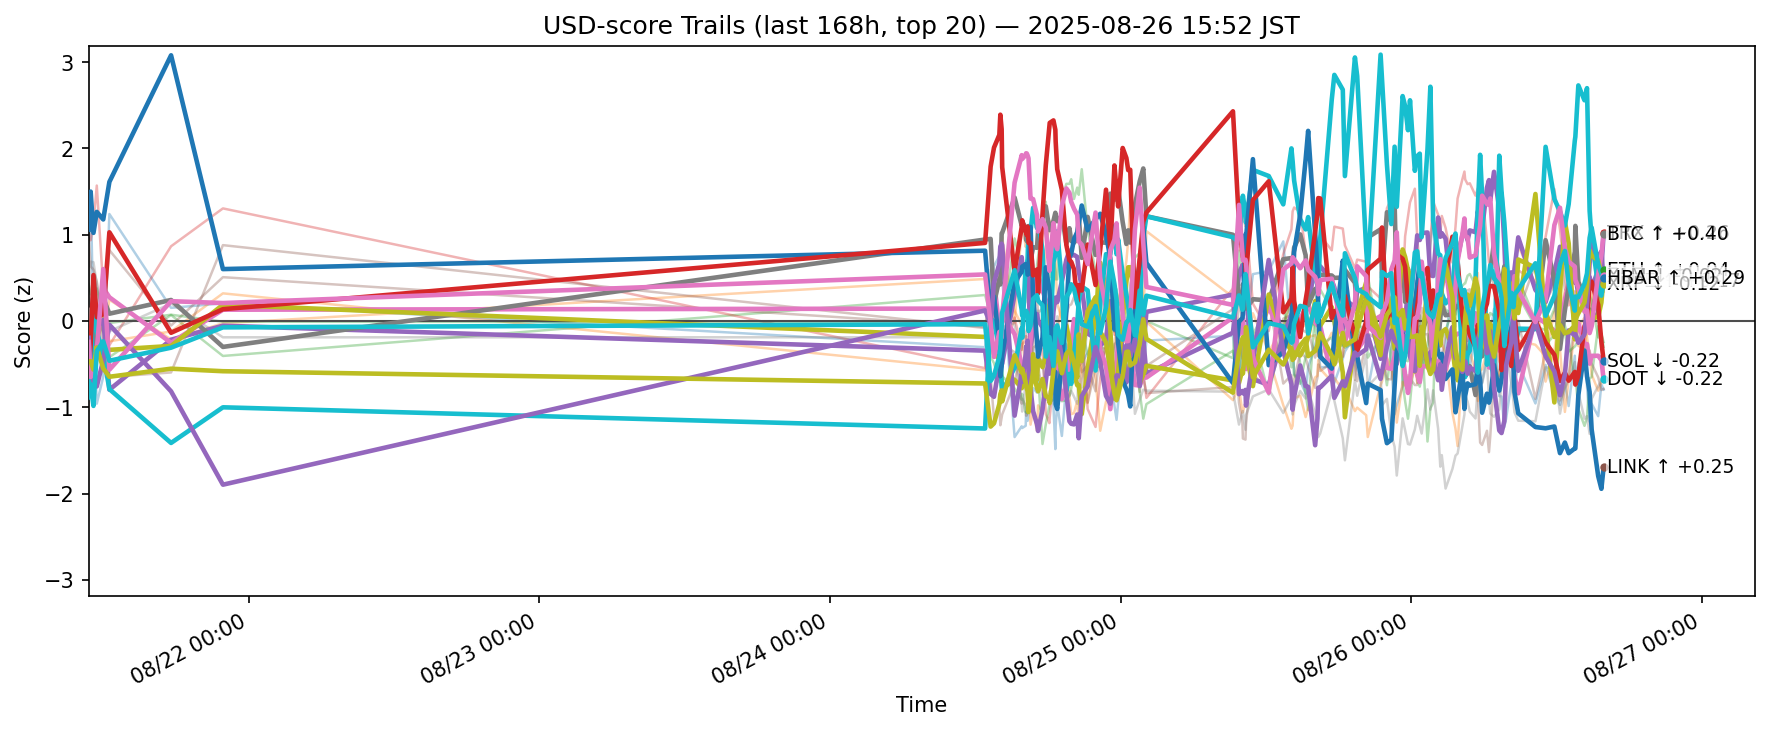 USD-score Trails (last 168h, top 20) — 2025-08-26 15:52 JST
Score (z)
3
2
1
0
−1
−2
−3
BTC ↑ +0.40
HBAR ↑ +0.29
SOL ↓ -0.22
DOT ↓ -0.22
LINK ↑ +0.25
08/22 00:00
08/23 00:00
08/24 00:00
08/25 00:00
08/26 00:00
08/27 00:00
Time